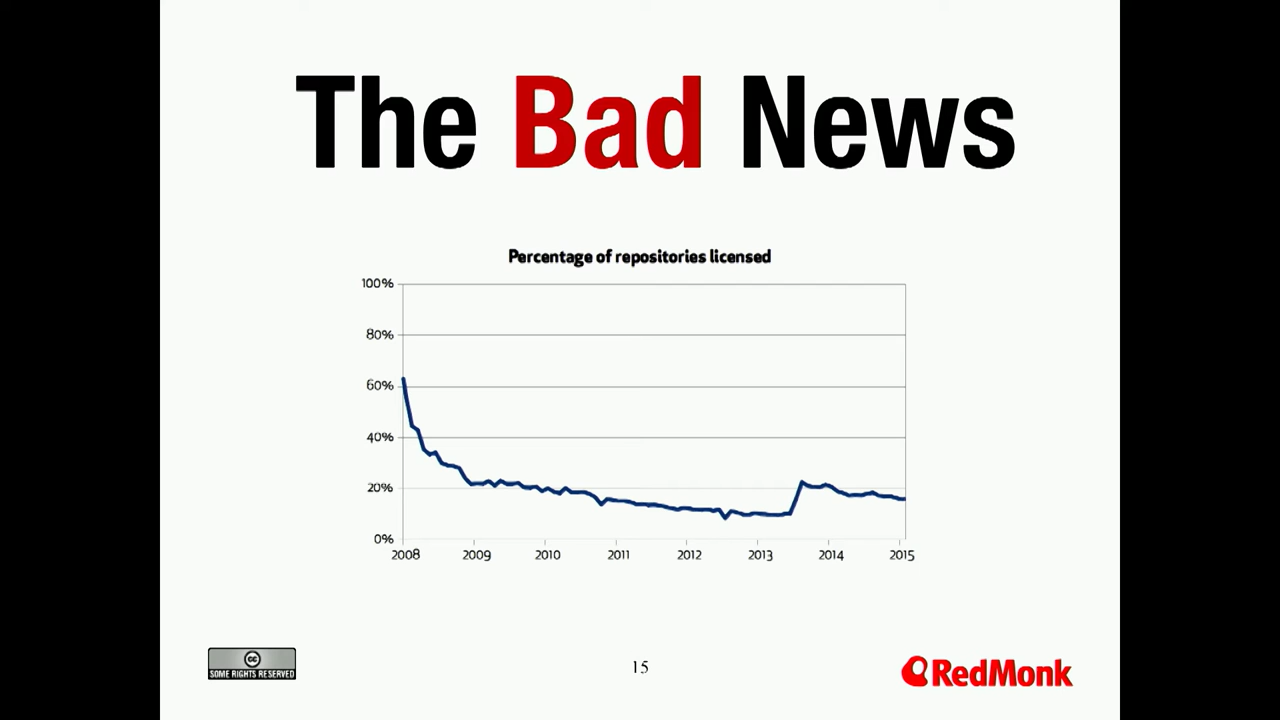 The Bad News
Percentage of repositories licensed
100%
80%
60%
40%
20%
0%
2008 2009 2010 2011 2012 2013 2014 2015
cc
SOME RIGHTS RESERVED
15
RedMonk